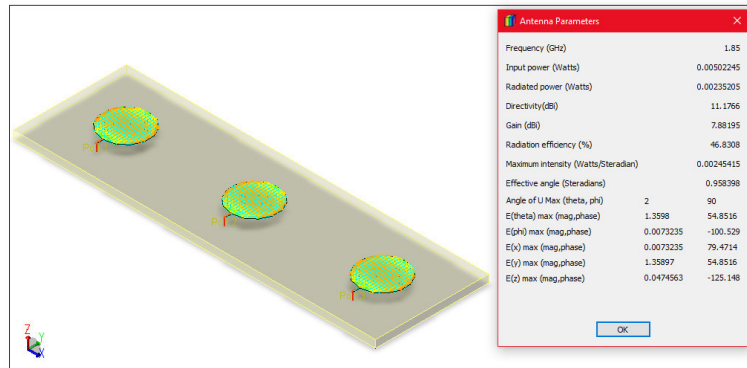 Antenna Parameters
Frequency (GHz) 1.85
Input power (Watts) 0.00502245
Radiated power (Watts) 0.00235205
Directivity(dBi) 11.1766
Gain (dBi) 7.88195
Radiation efficiency (%) 46.8308
Maximum intensity (Watts/Steradian) 0.00245415
Effective angle (Steradians) 0.958398
Angle of U Max (theta, phi) 2 90
E(theta) max (mag,phase) 1.3598 54.8516
E(phi) max (mag,phase) 0.0073235 -100.529
E(x) max (mag,phase) 0.0073235 79.4714
E(y) max (mag,phase) 1.35897 54.8516
E(z) max (mag,phase) 0.0474563 -125.148
OK
Z
Y
X